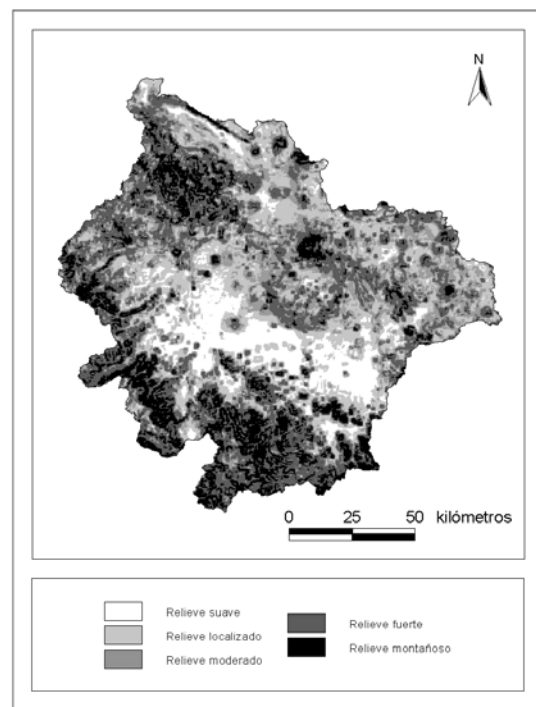 N
0 25 50 kilómetros
Relieve suave
Relieve localizado
Relieve moderado
Relieve fuerte
Relieve montañoso